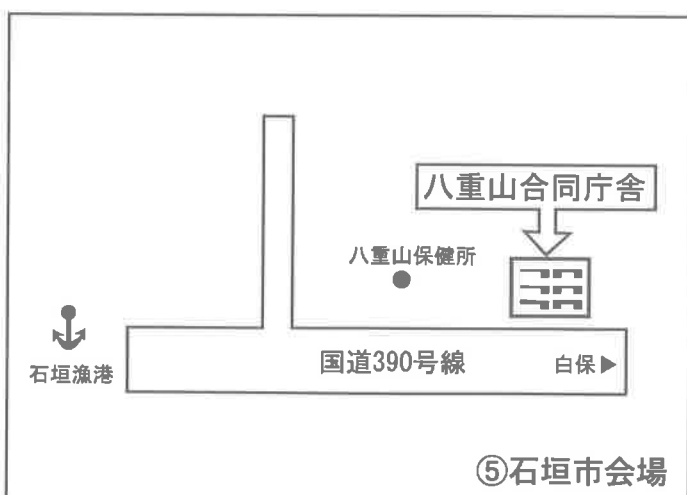 八重山合同庁舎
八重山保健所
石垣漁港
国道390号線
白保▶
⑤石垣市会場